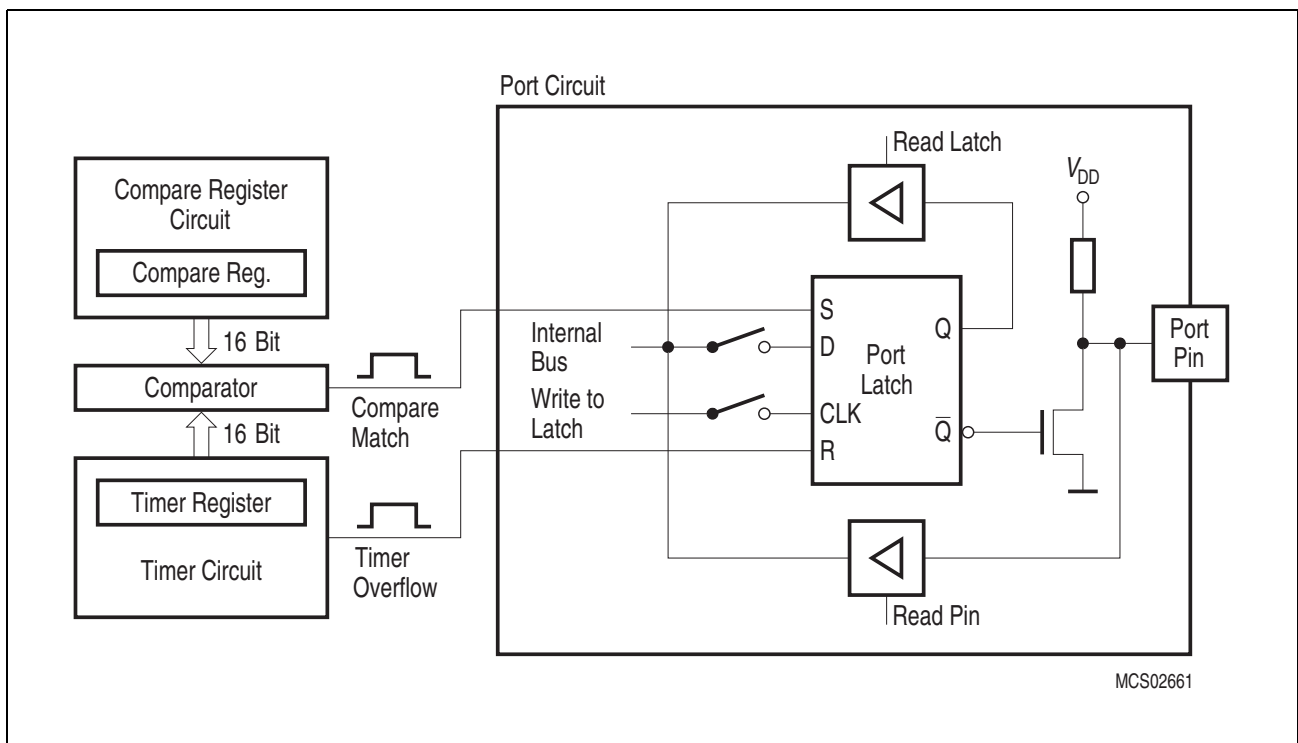 Port Circuit
Compare Register
Circuit
Compare Reg.
16 Bit
Comparator
16 Bit
Timer Register
Timer Circuit
Compare
Match
Timer
Overflow
Read Latch
Internal
Bus
Write to
Latch
S
D
CLK
R
Port
Latch
Q
Q̅
VDD
Port
Pin
Read Pin
MCS02661